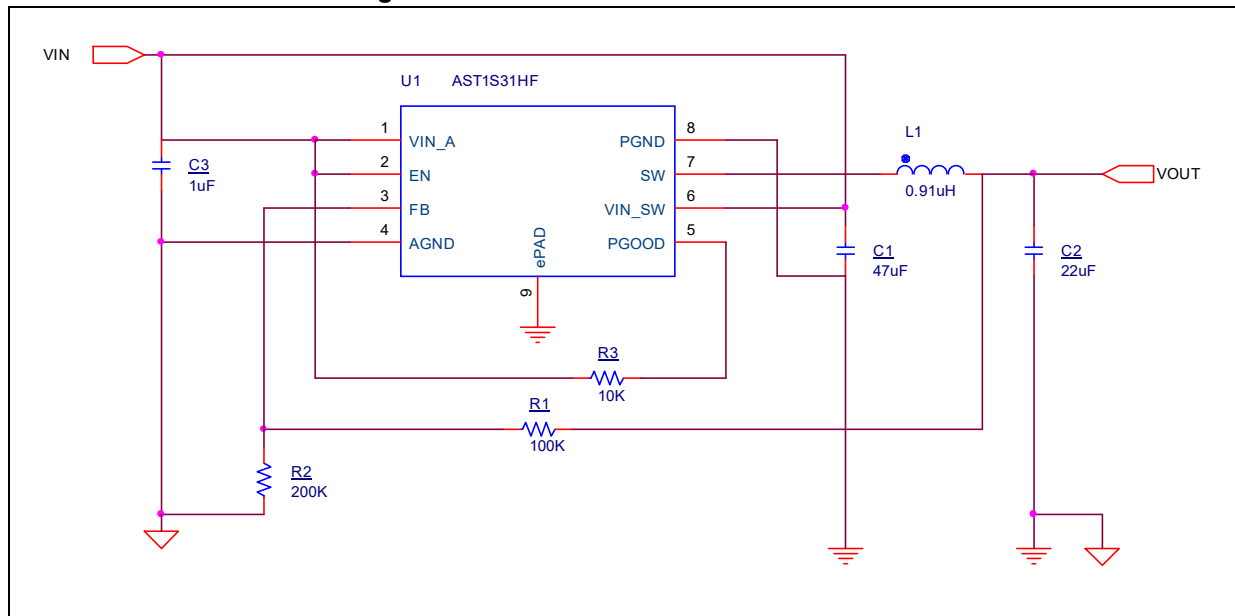 VIN
U1 AST1S31HF
1 VIN_A
2 EN
3 FB
4 AGND
ePAD
9
PGND 8
SW 7
VIN_SW 6
PGOOD 5
C3
1uF
L1
0.91uH
VOUT
C1
47uF
C2
22uF
R3
10K
R1
100K
R2
200K